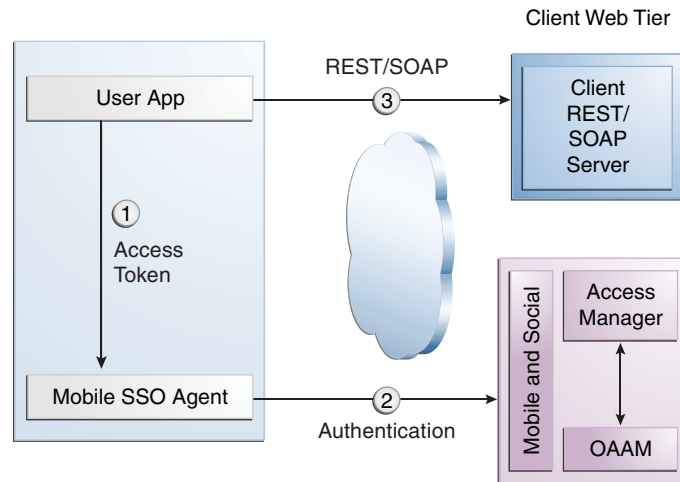 Client Web Tier
User App
REST/SOAP
3
Client
REST/
SOAP
Server
1
Access
Token
Mobile SSO Agent
2
Authentication
Mobile and Social
Access
Manager
OAAM